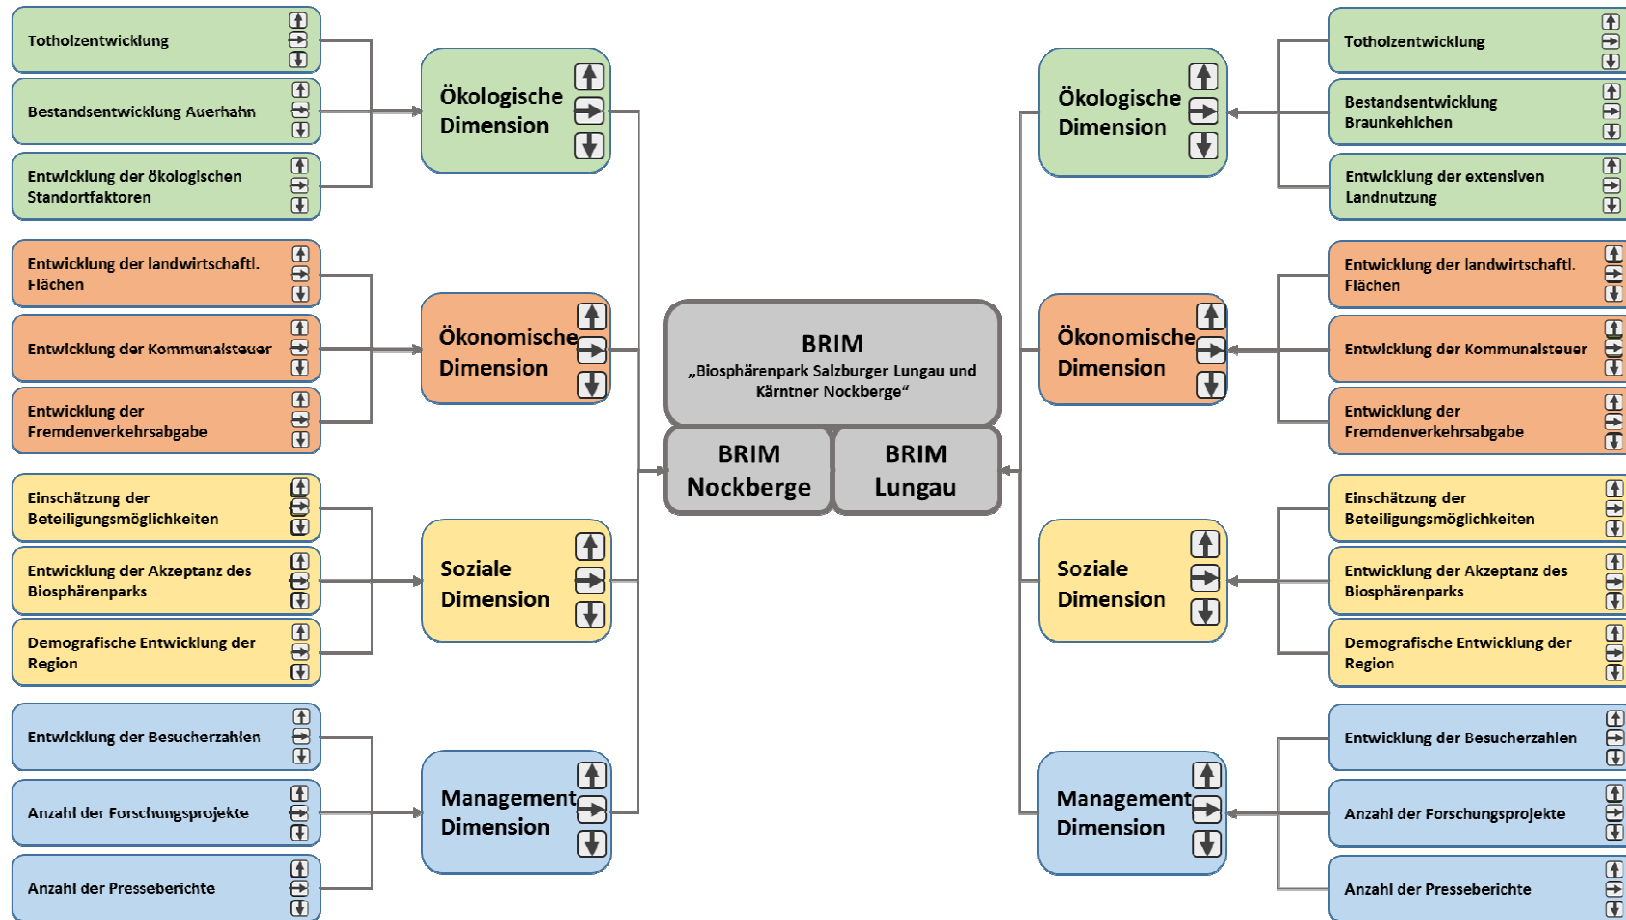 Totholzentwicklung
Bestandsentwicklung Auerhahn
Entwicklung der ökologischen
Standortfaktoren
Ökologische
Dimension
Entwicklung der landwirtschaftl.
Flächen
Entwicklung der Kommunalsteuer
Entwicklung der
Fremdenverkehrsabgabe
Ökonomische
Dimension
Einschätzung der
Beteiligungsmöglichkeiten
Entwicklung der Akzeptanz des
Biosphärenparks
Demografische Entwicklung der
Region
Soziale
Dimension
Entwicklung der Besucherzahlen
Anzahl der Forschungsprojekte
Anzahl der Presseberichte
Management
Dimension
BRIM
„Biosphärenpark Salzburger Lungau und
Kärntner Nockberge“
BRIM
Nockberge
BRIM
Lungau
Ökologische
Dimension
Totholzentwicklung
Bestandsentwicklung
Braunkehlchen
Entwicklung der extensiven
Landnutzung
Ökonomische
Dimension
Entwicklung der landwirtschaftl.
Flächen
Entwicklung der Kommunalsteuer
Entwicklung der
Fremdenverkehrsabgabe
Soziale
Dimension
Einschätzung der
Beteiligungsmöglichkeiten
Entwicklung der Akzeptanz des
Biosphärenparks
Demografische Entwicklung der
Region
Management
Dimension
Entwicklung der Besucherzahlen
Anzahl der Forschungsprojekte
Anzahl der Presseberichte